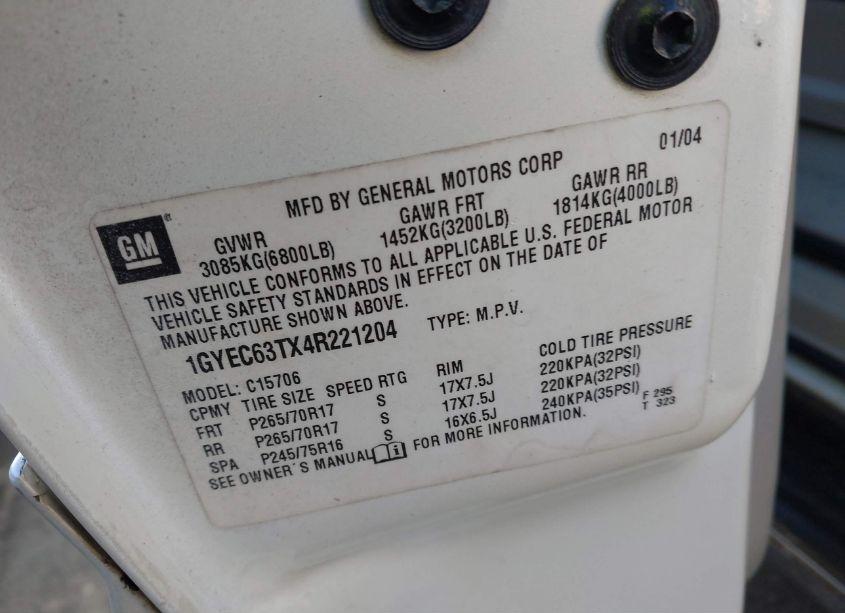 01/04
MFD BY GENERAL MOTORS CORP
GM®
GVWR GAWR FRT GAWR RR
3085KG(6800LB) 1452KG(3200LB) 1814KG(4000LB)
THIS VEHICLE CONFORMS TO ALL APPLICABLE U.S. FEDERAL MOTOR
VEHICLE SAFETY STANDARDS IN EFFECT ON THE DATE OF
MANUFACTURE SHOWN ABOVE.
1GYEC63TX4R221204 TYPE: M.P.V.
MODEL: C15706
CPMY TIRE SIZE SPEED RTG RIM COLD TIRE PRESSURE
FRT P265/70R17 S 17X7.5J 220KPA(32PSI)
RR P265/70R17 S 17X7.5J 220KPA(32PSI)
SPA P245/75R16 S 16X6.5J 240KPA(35PSI)
SEE OWNER´S MANUAL i FOR MORE INFORMATION.
F 295
T 323